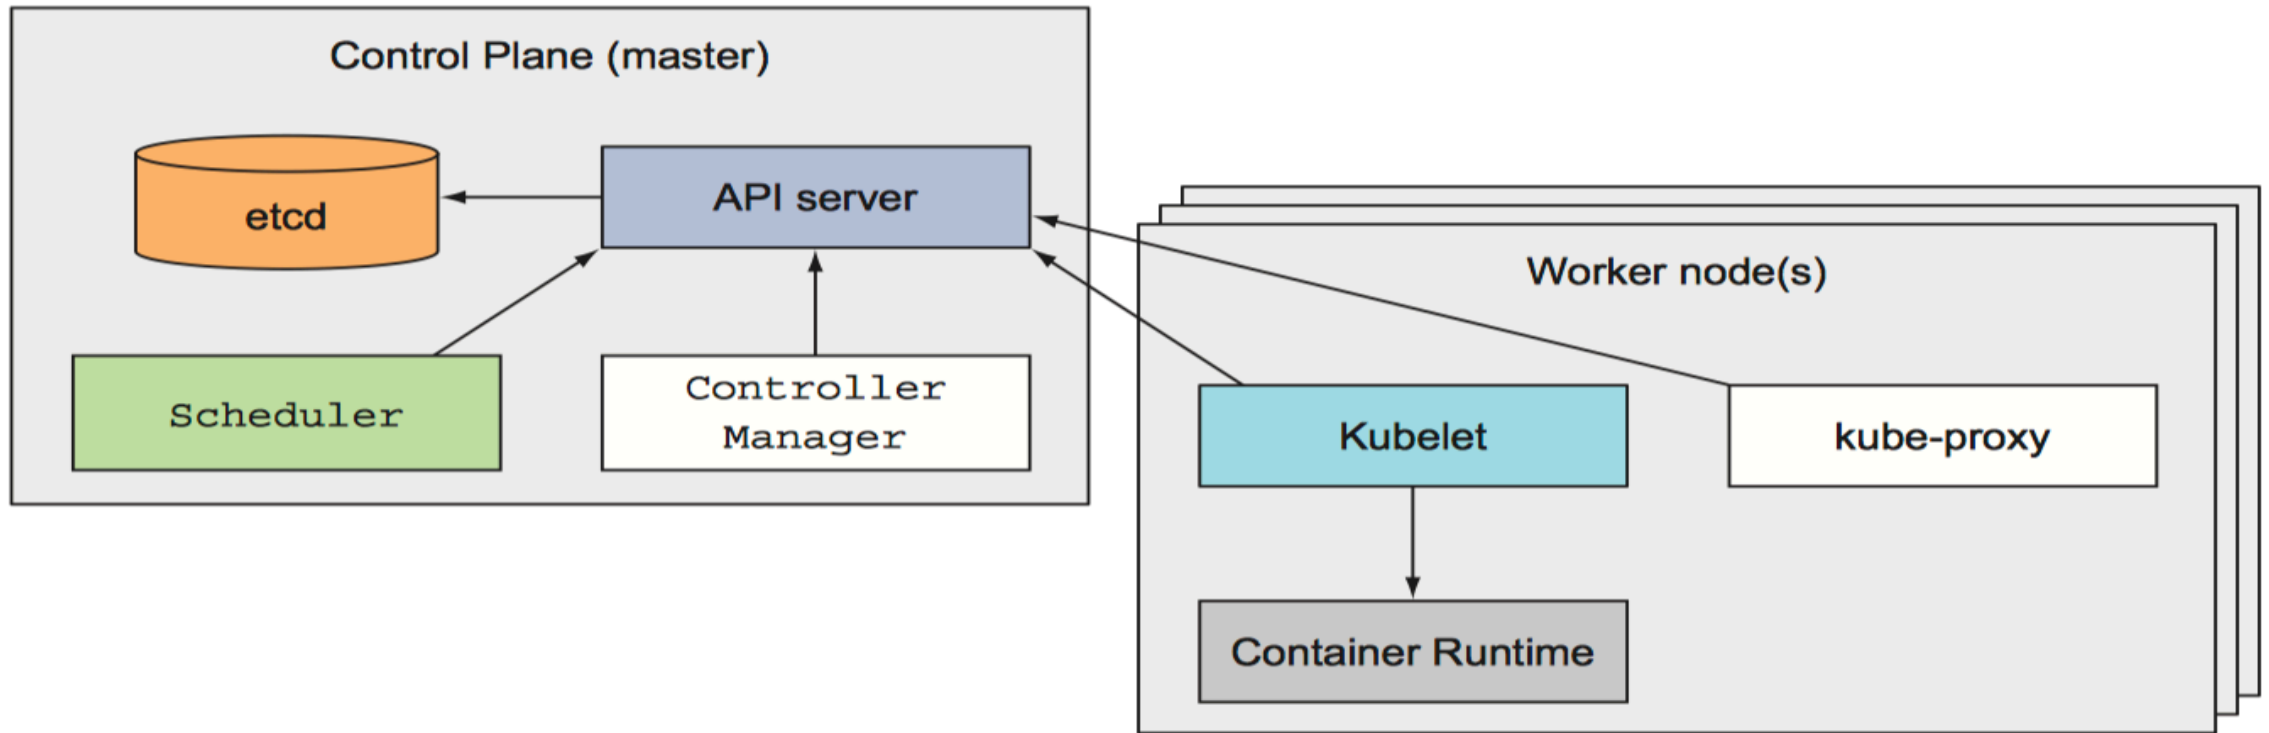 Control Plane (master)
etcd
API server
Scheduler
Controller
Manager
Worker node(s)
Kubelet
kube-proxy
Container Runtime